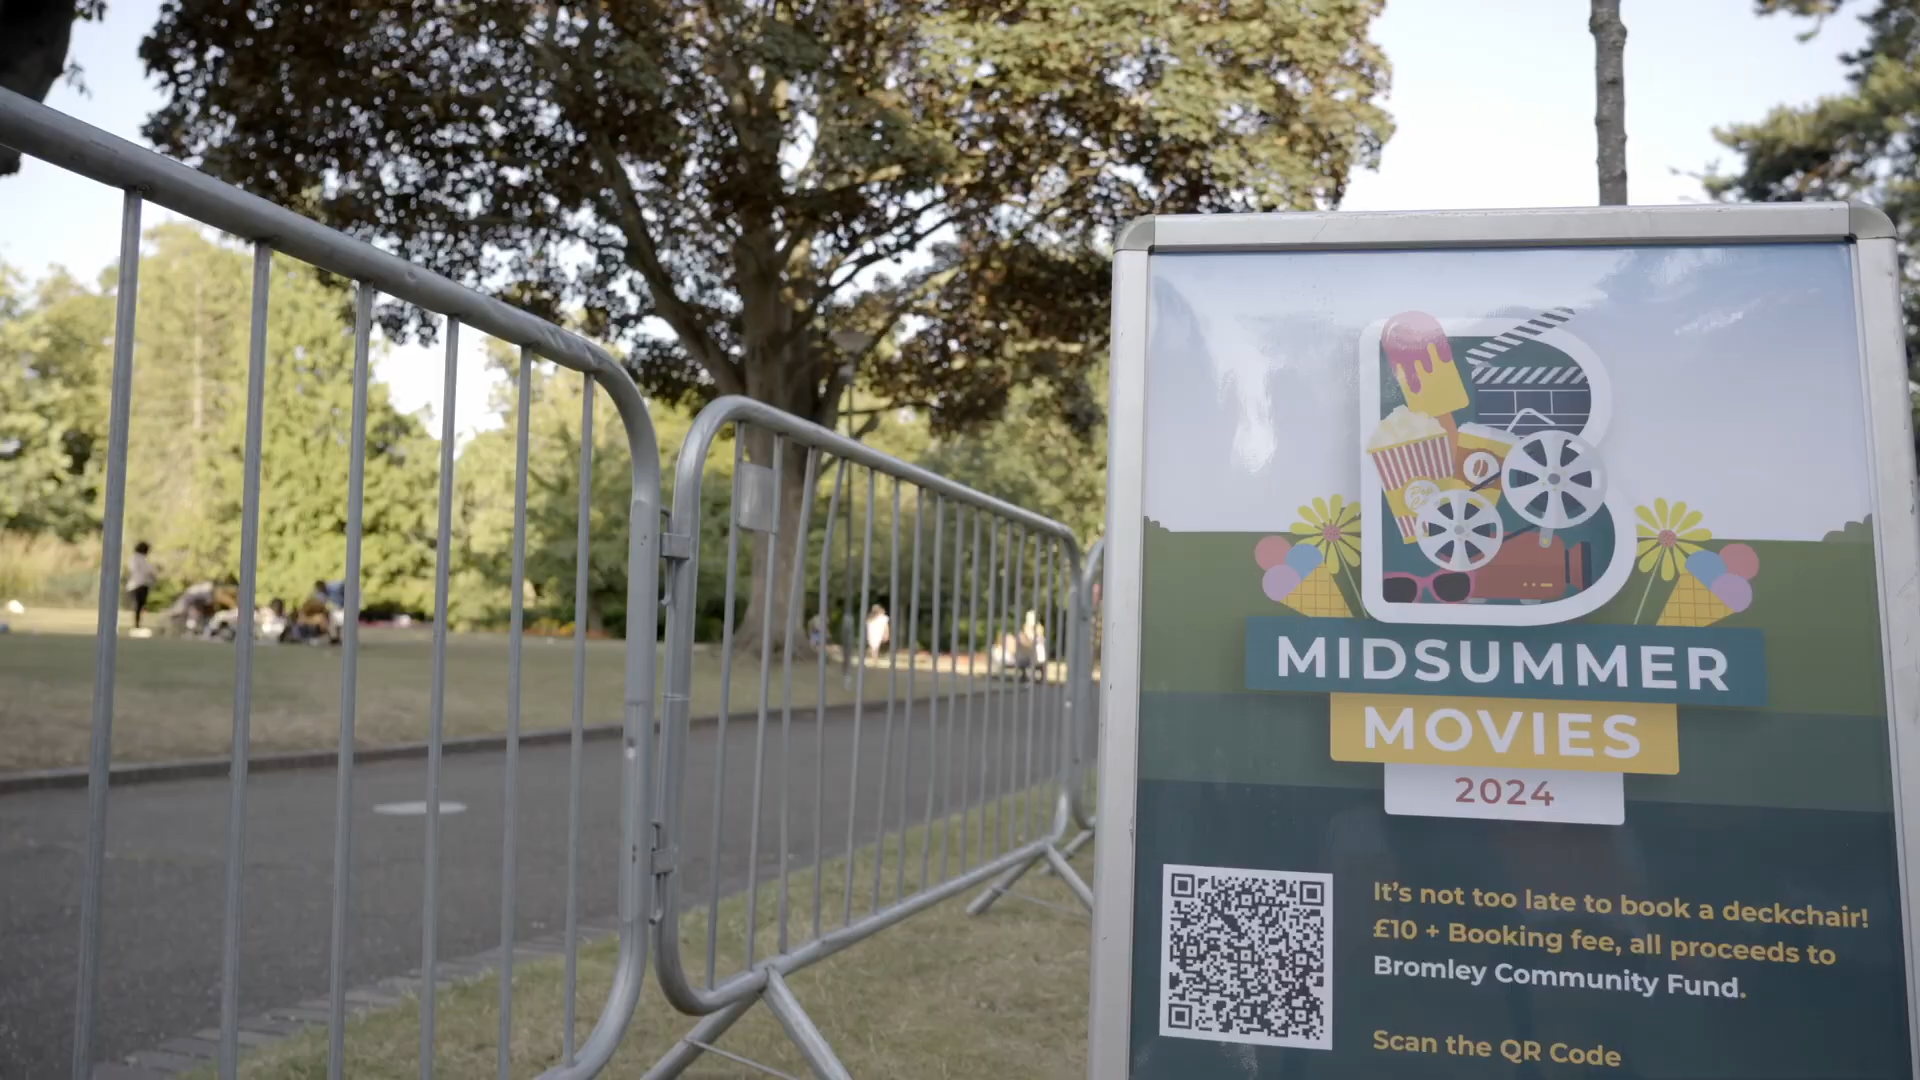 MIDSUMMER
MOVIES
2024
It's not too late to book a deckchair!
£10 + Booking fee, all proceeds to
Bromley Community Fund.
Scan the QR Code